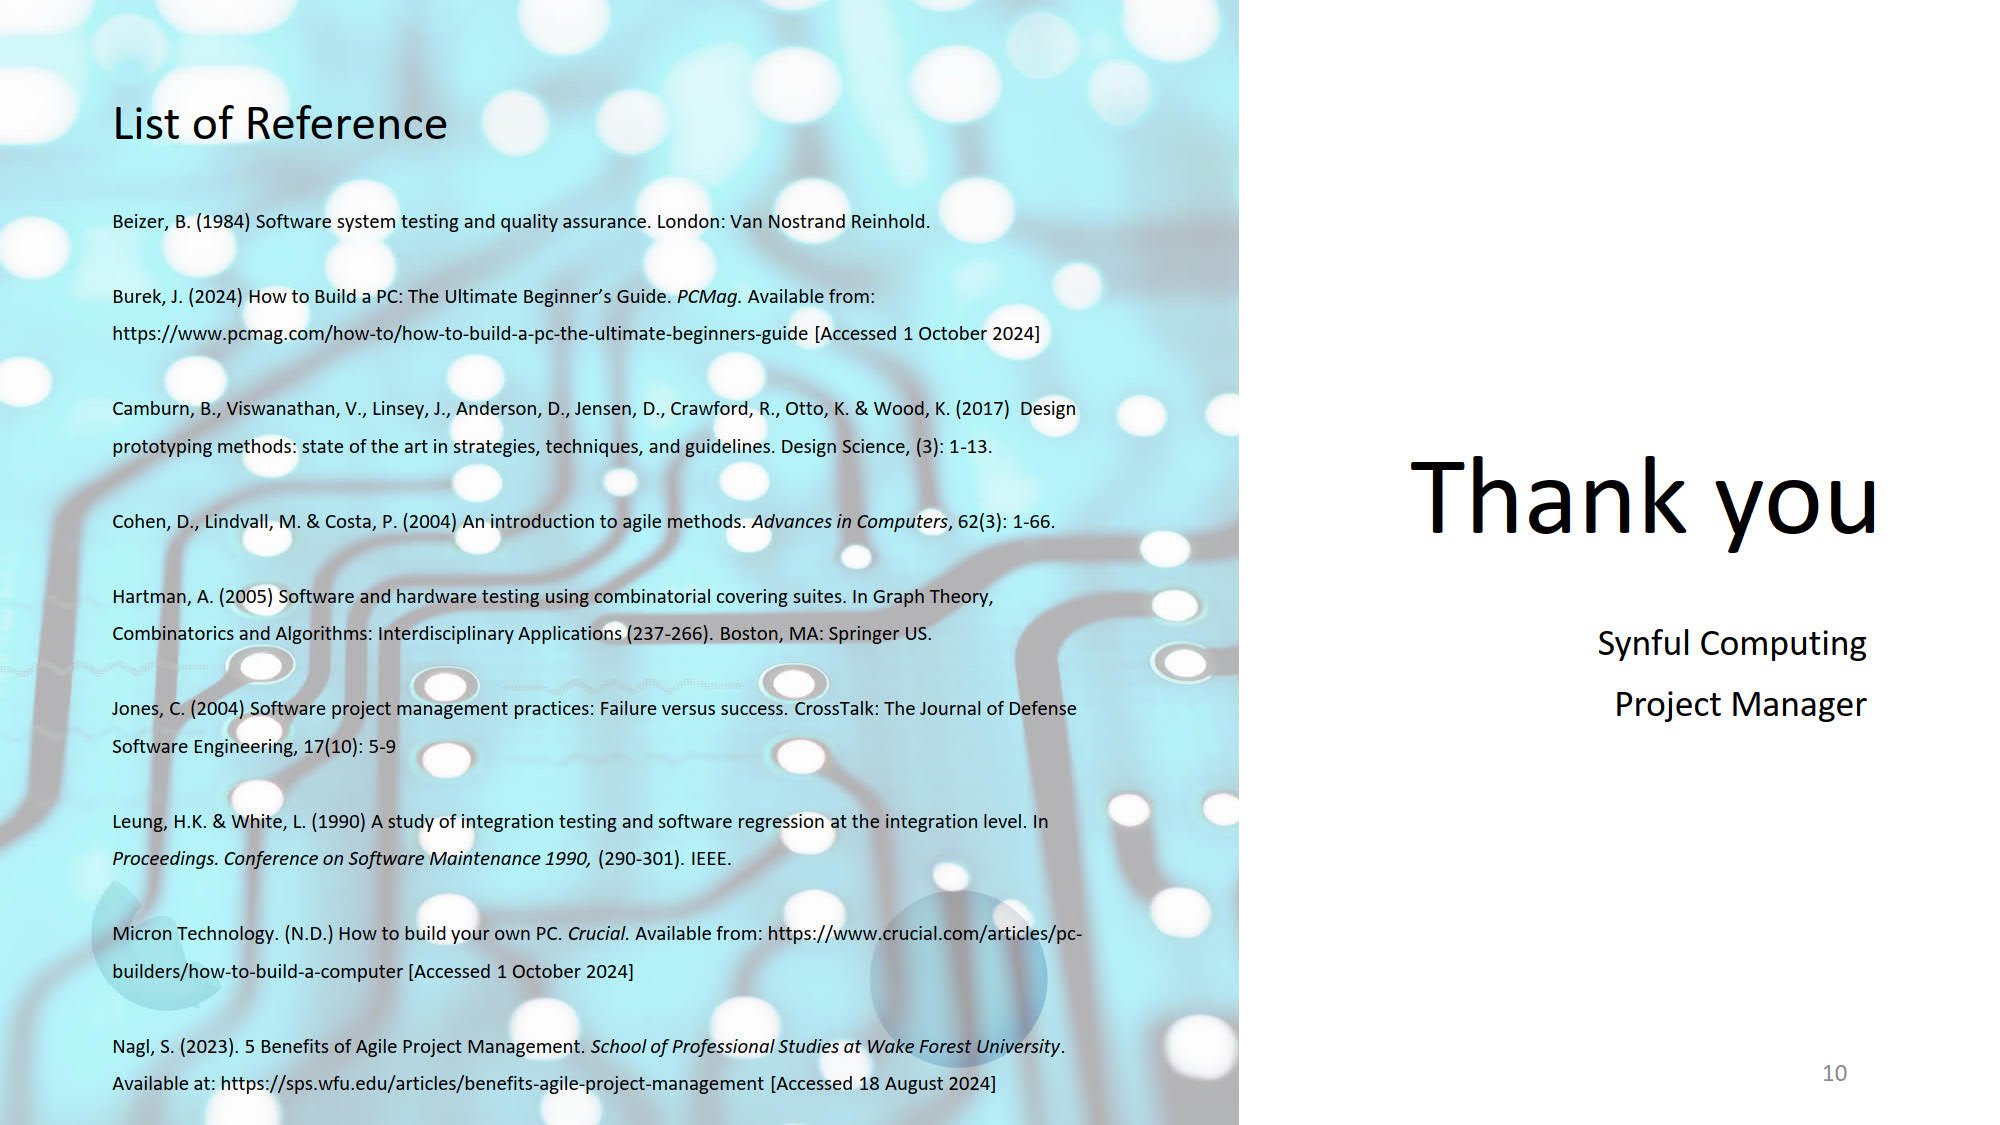 List of Reference
Beizer, B. (1984) Software system testing and quality assurance. London: Van Nostrand Reinhold.
Burek, J. (2024) How to Build a PC: The Ultimate Beginner’s Guide. PCMag. Available from:
https://www.pcmag.com/how-to/how-to-build-a-pc-the-ultimate-beginners-guide [Accessed 1 October 2024]
Camburn, B., Viswanathan, V., Linsey, J., Anderson, D., Jensen, D., Crawford, R., Otto, K. & Wood, K. (2017)  Design
prototyping methods: state of the art in strategies, techniques, and guidelines. Design Science, (3): 1-13.
Cohen, D., Lindvall, M. & Costa, P. (2004) An introduction to agile methods. Advances in Computers, 62(3): 1-66.
Hartman, A. (2005) Software and hardware testing using combinatorial covering suites. In Graph Theory,
Combinatorics and Algorithms: Interdisciplinary Applications (237-266). Boston, MA: Springer US.
Jones, C. (2004) Software project management practices: Failure versus success. CrossTalk: The Journal of Defense
Software Engineering, 17(10): 5-9
Leung, H.K. & White, L. (1990) A study of integration testing and software regression at the integration level. In
Proceedings. Conference on Software Maintenance 1990, (290-301). IEEE.
Micron Technology. (N.D.) How to build your own PC. Crucial. Available from: https://www.crucial.com/articles/pc-
builders/how-to-build-a-computer [Accessed 1 October 2024]
Nagl, S. (2023). 5 Benefits of Agile Project Management. School of Professional Studies at Wake Forest University.
Available at: https://sps.wfu.edu/articles/benefits-agile-project-management [Accessed 18 August 2024]
Thank you
Synful Computing
Project Manager
10